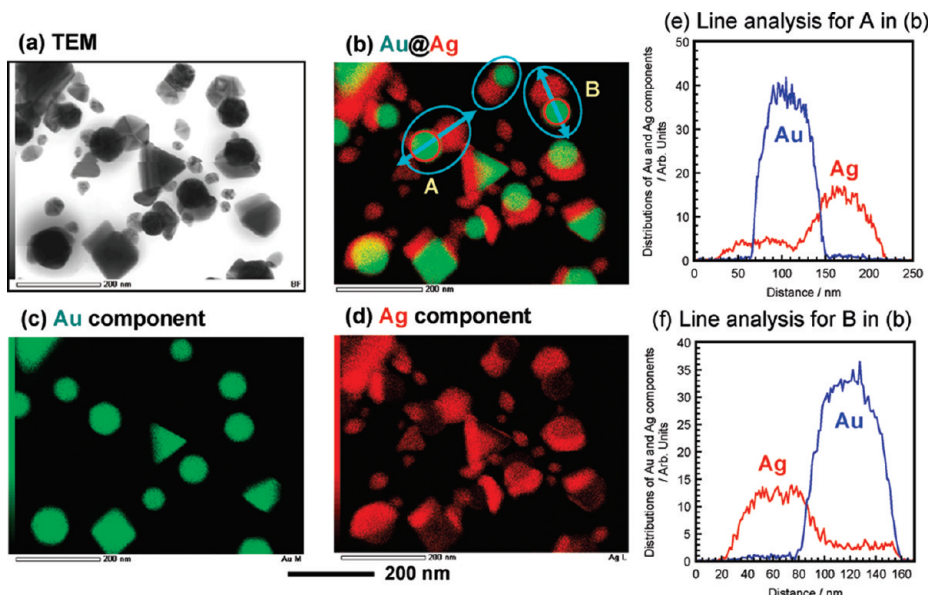 (a) TEM
200 nm
BF
(b) Au@Ag
A
B
200 nm
(c) Au component
200 nm
Au M
(d) Ag component
200 nm
Ag L
200 nm
(e) Line analysis for A in (b)
Distributions of Au and Ag components
/ Arb. Units
50
40
30
20
10
0
Au
Ag
0 50 100 150 200 250
Distance / nm
(f) Line analysis for B in (b)
Distributions of Au and Ag components
/ Arb. Units
40
35
30
25
20
15
10
5
0
Ag
Au
0 20 40 60 80 100 120 140 160
Distance / nm